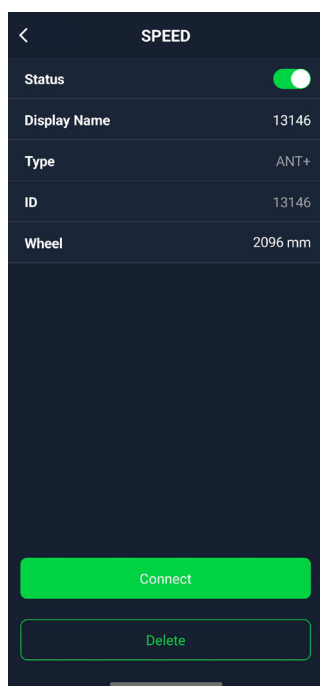 SPEED
Status
Display Name 13146
Type ANT+
ID 13146
Wheel 2096 mm
Connect
Delete